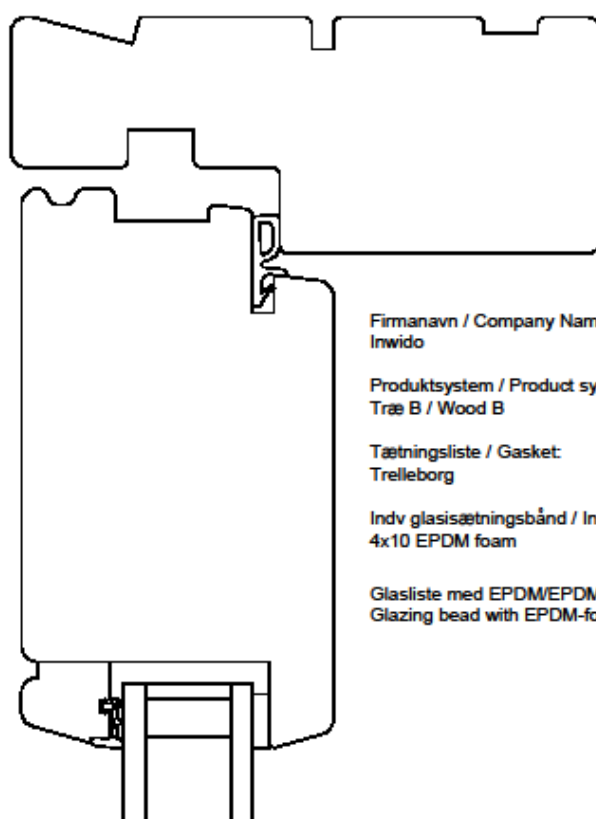 Firmanavn / Company Nam
Inwido
Produktsystem / Product sy
Træ B / Wood B
Tætningsliste / Gasket:
Trelleborg
Indv glasisætningsbånd / In
4x10 EPDM foam
Glasliste med EPDM/EPDM
Glazing bead with EPDM-fo